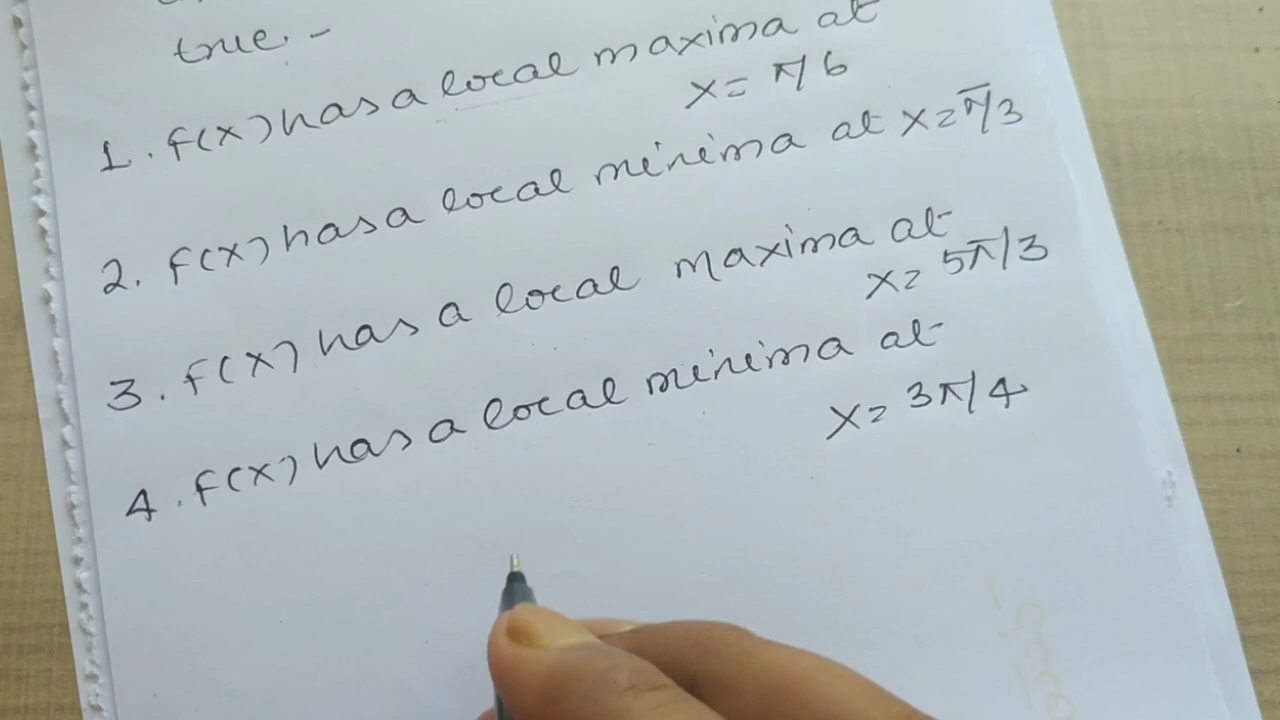 true. -
1. f(x) has a local maxima at
x = π/6
2. f(x) has a local minima at x = π/3
3. f(x) has a local maxima at
x = 5π/3
4. f(x) has a local minima at
x = 3π/4